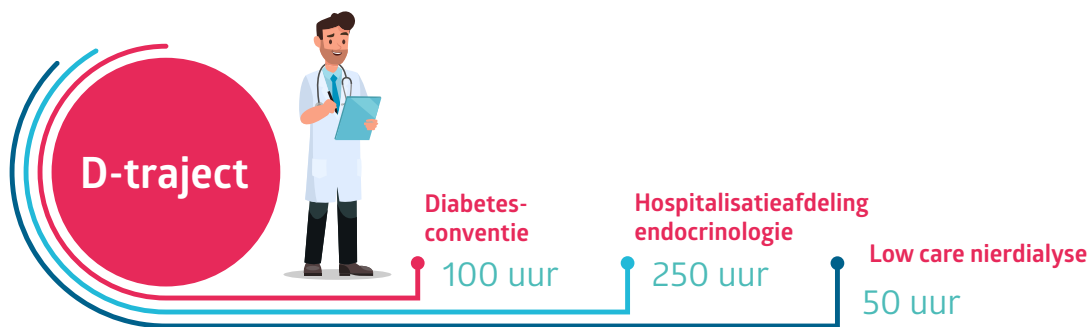 D-traject
Diabetes-
conventie
100 uur
Hospitalisatieafdeling
endocrinologie
250 uur
Low care nierdialyse
50 uur